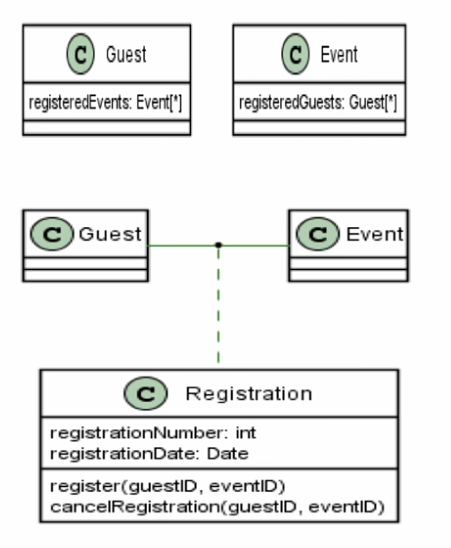 C Guest
registeredEvents: Event[*]
C Event
registeredGuests: Guest[*]
C Guest
C Event
C Registration
registrationNumber: int
registrationDate: Date
register(guestID, eventID)
cancelRegistration(guestID, eventID)